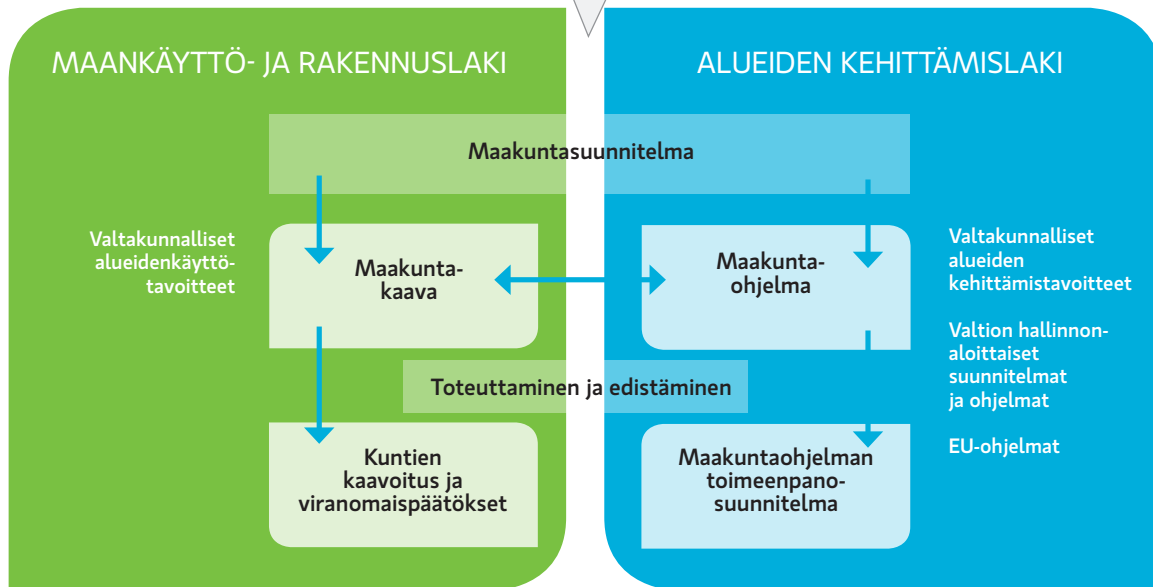 MAANKÄYTTÖ- JA RAKENNUSLAKI
ALUEIDEN KEHITTÄMISLAKI
Maakuntasuunnitelma
Valtakunnalliset
alueidenkäyttö-
tavoitteet
Maakunta-
kaava
Maakunta-
ohjelma
Valtakunnalliset
alueiden
kehittämistavoitteet
Valtion hallinnon-
aloittaiset
suunnitelmat
ja ohjelmat
EU-ohjelmat
Toteuttaminen ja edistäminen
Kuntien
kaavoitus ja
viranomaispäätökset
Maakuntaohjelman
toimeenpano-
suunnitelma